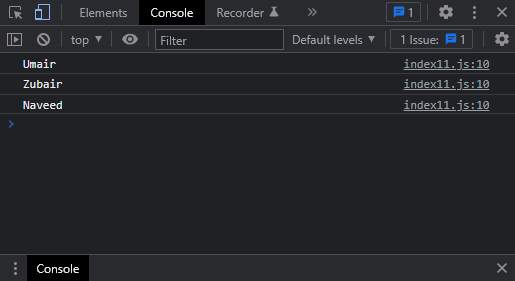 Elements Console Recorder » 1
top ▼ Filter Default levels ▼ 1 Issue: 1
Umair index11.js:10
Zubair index11.js:10
Naveed index11.js:10
>
Console